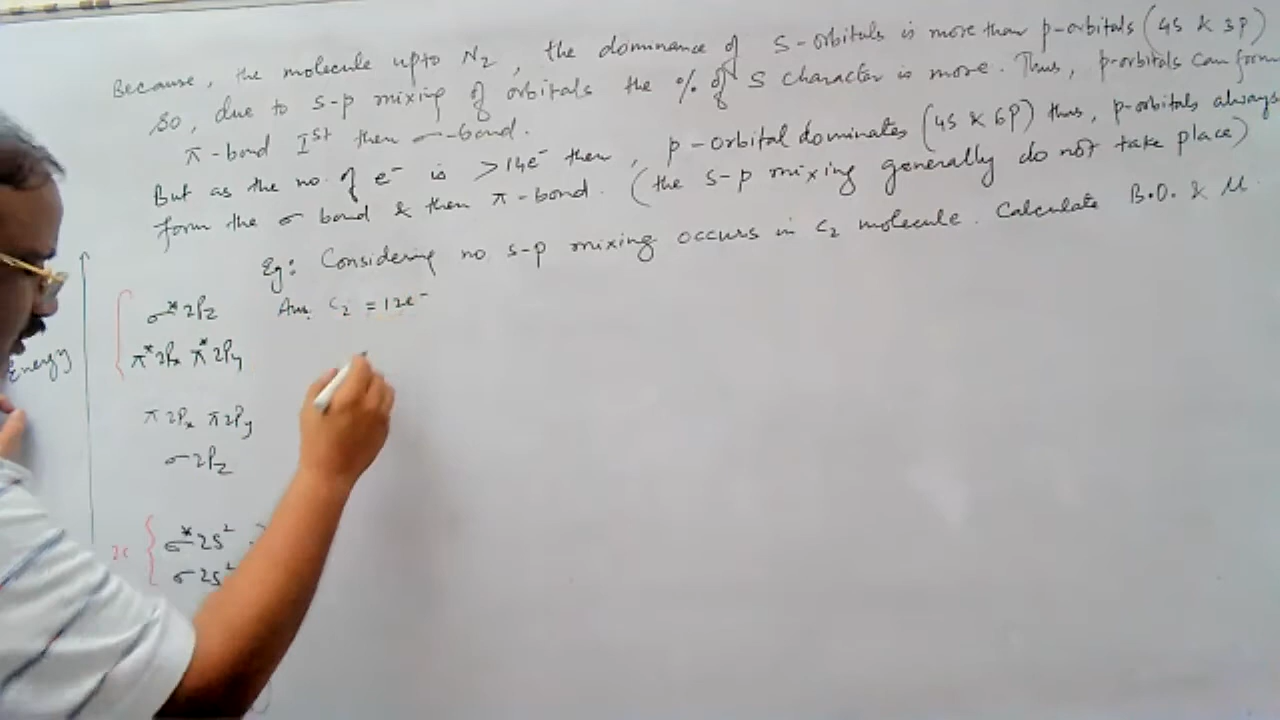 Because, the molecule upto N₂, the dominance of s-orbitals is more than p-orbitals (4S & 3P)
So, due to s-p mixing of orbitals the % of S character is more. Thus, p-orbitals can form
π-bond Ist then σ-bond.
But as the no. of e⁻ is >14e⁻ then, p-orbital dominates (4S & 6P) thus, p-orbitals always
form the σ bond & then π-bond. (the s-p mixing generally do not take place)
Eg: Considering no s-p mixing occurs in C₂ molecule. Calculate B.O. & M.
Ans. C₂ = 12e⁻
Energy
σ*2Pz
π*2Px π*2Py
π2Px π2Py
σ2Pz
σ*2S²
σ2S²